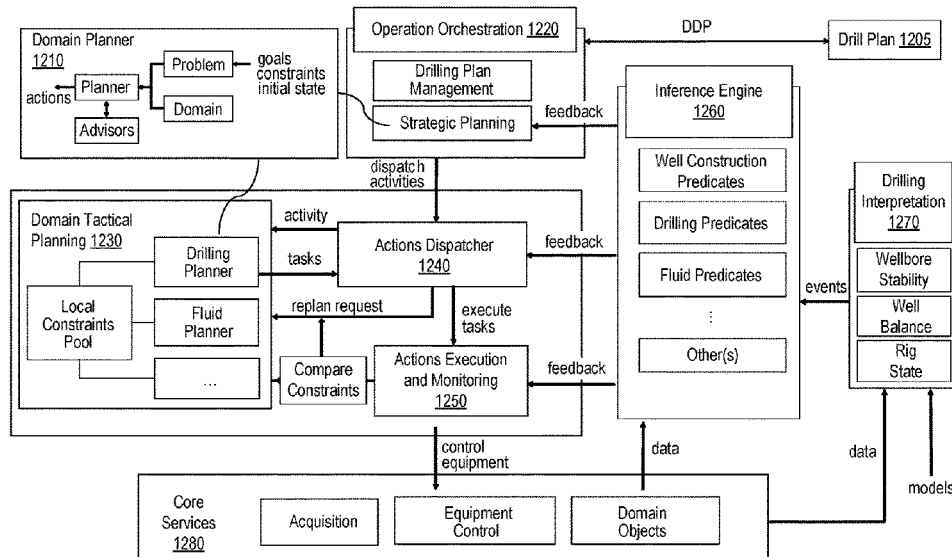 Domain Planner
1210
Planner
actions
Advisors
Problem
Domain
goals
constraints
initial state
Operation Orchestration 1220
Drilling Plan
Management
Strategic Planning
DDP
Drill Plan 1205
feedback
dispatch
activities
Inference Engine
1260
Well Construction
Predicates
Drilling Predicates
Fluid Predicates
⋮
Other(s)
Drilling
Interpretation
1270
Wellbore
Stability
Well
Balance
Rig
State
events
Domain Tactical
Planning 1230
Drilling
Planner
Fluid
Planner
...
Local
Constraints
Pool
activity
tasks
replan request
Actions Dispatcher
1240
feedback
execute
tasks
Compare
Constraints
Actions Execution
and Monitoring
1250
feedback
control
equipment
data
data
models
Core
Services
1280
Acquisition
Equipment
Control
Domain
Objects